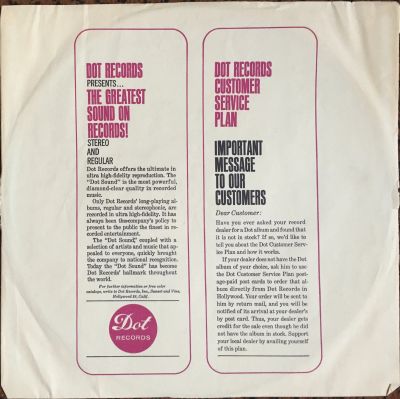 DOT RECORDS
PRESENTS...
THE GREATEST
SOUND ON
RECORDS!
STEREO
AND
REGULAR
Dot Records offers the ultimate in
ultra high-fidelity reproduction. The
"Dot Sound" is the most powerful,
diamond-clear quality in recorded
music.
Only Dot Records' long-playing al-
bums, regular and stereophonic, are
recorded in ultra high-fidelity. It has
always been the company's policy to
present to the public the finest in re-
corded entertainment.
The "Dot Sound," coupled with a
selection of artists and music that ap-
pealed to everyone, quickly brought
the company to national recognition.
Today the "Dot Sound" has become
Dot Records' hallmark throughout
the world.
For further information or free color
catalogs, write to Dot Records, Inc., Sunset and Vine,
Hollywood 28, Calif.
Dot
RECORDS
DOT RECORDS
CUSTOMER
SERVICE
PLAN
IMPORTANT
MESSAGE
TO OUR
CUSTOMERS
Dear Customer:
Have you ever asked your record
dealer for a Dot album and found that
it is not in stock? If so, we'd like to
tell you about the Dot Customer Serv-
ice Plan and how it works.
If your dealer does not have the Dot
album of your choice, ask him to use
the Dot Customer Service Plan post-
age-paid post cards to order that al-
bum directly from Dot Records in
Hollywood. Your order will be sent to
him by return mail, and you will be
notified of its arrival at your dealer's
by post card. Thus, your dealer gets
credit for the sale even though he did
not have the album in stock. Support
your local dealer by availing yourself
of this plan.